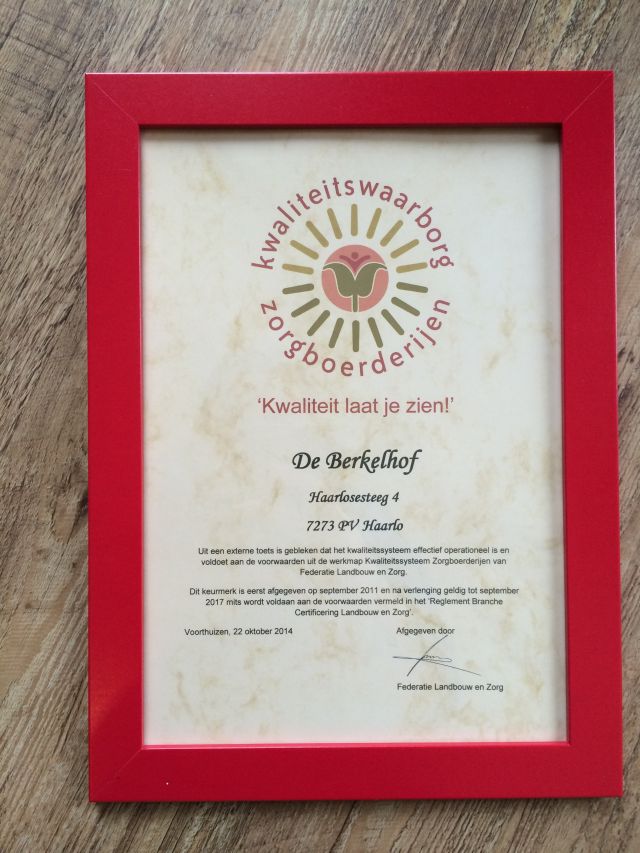 kwaliteitswaarborg
zorgboerderijen
‘Kwaliteit laat je zien!’
De Berkelhof
Haarlosesteeg 4
7273 PV Haarlo
Uit een externe toets is gebleken dat het kwaliteitssysteem effectief operationeel is en
voldoet aan de voorwaarden uit de werkmap Kwaliteitssysteem Zorgboerderijen van
Federatie Landbouw en Zorg.
Dit keurmerk is eerst afgegeven op september 2011 en na verlenging geldig tot september
2017 mits wordt voldaan aan de voorwaarden vermeld in het ‘Reglement Branche
Certificering Landbouw en Zorg’.
Voorthuizen, 22 oktober 2014 Afgegeven door
Federatie Landbouw en Zorg